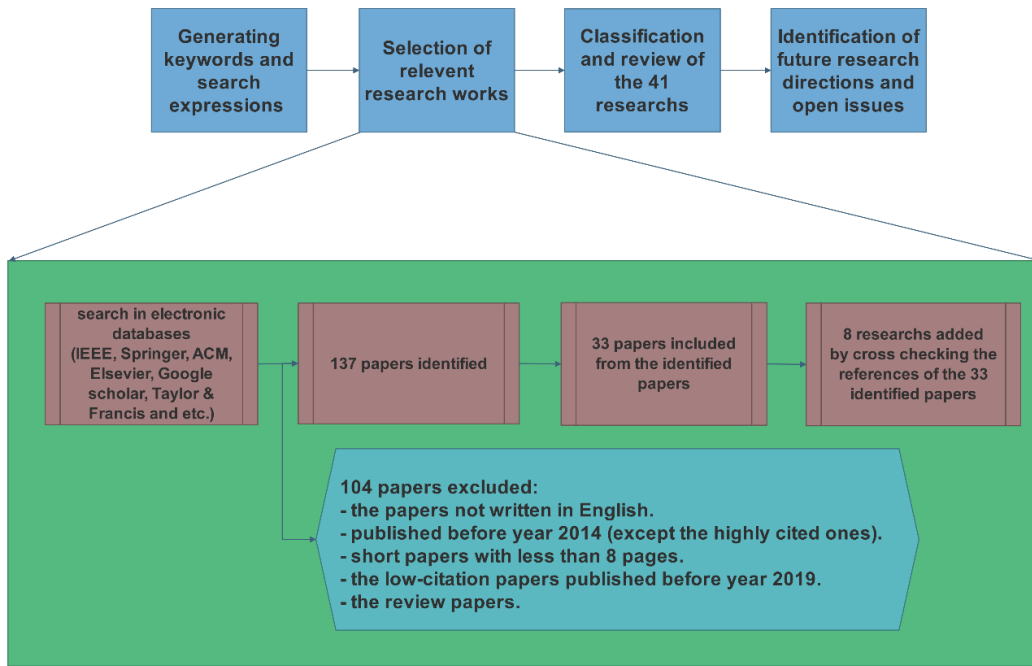 Generating
keywords and
search
expressions
Selection of
relevent
research works
Classification
and review of
the 41
researchs
Identification of
future research
directions and
open issues
search in electronic
databases
(IEEE, Springer, ACM,
Elsevier, Google
scholar, Taylor &
Francis and etc.)
137 papers identified
33 papers included
from the identified
papers
8 researchs added
by cross checking the
references of the 33
identified papers
104 papers excluded:
- the papers not written in English.
- published before year 2014 (except the highly cited ones).
- short papers with less than 8 pages.
- the low-citation papers published before year 2019.
- the review papers.